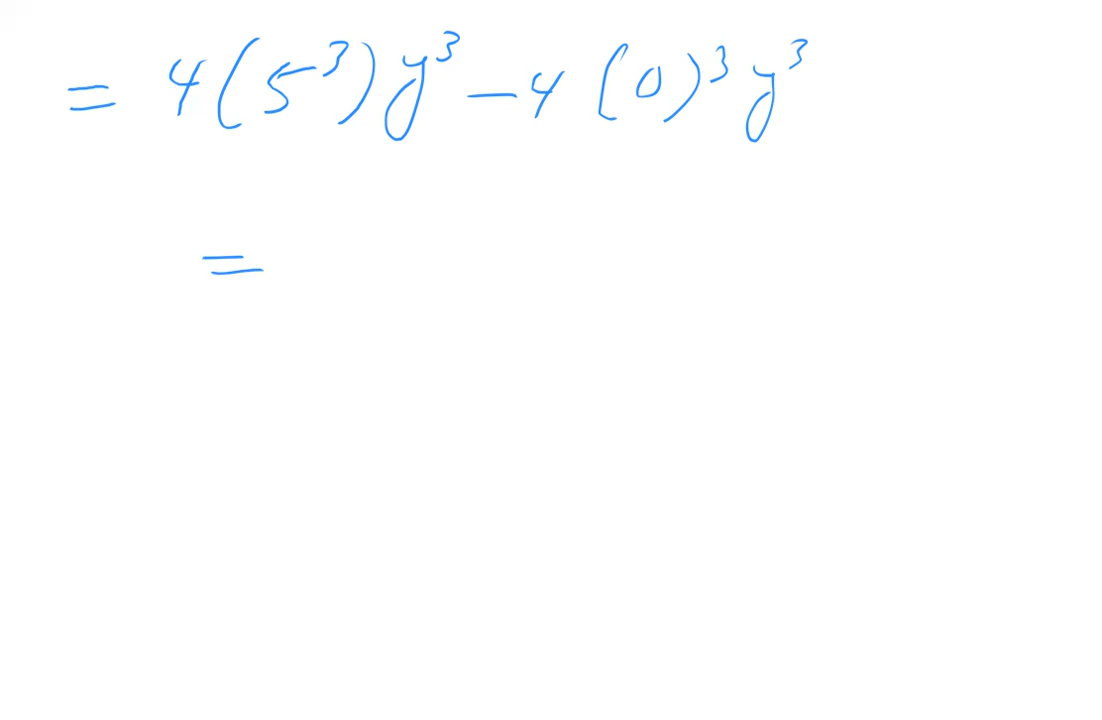 = 4(5³)y³ – 4(0)³y³
=